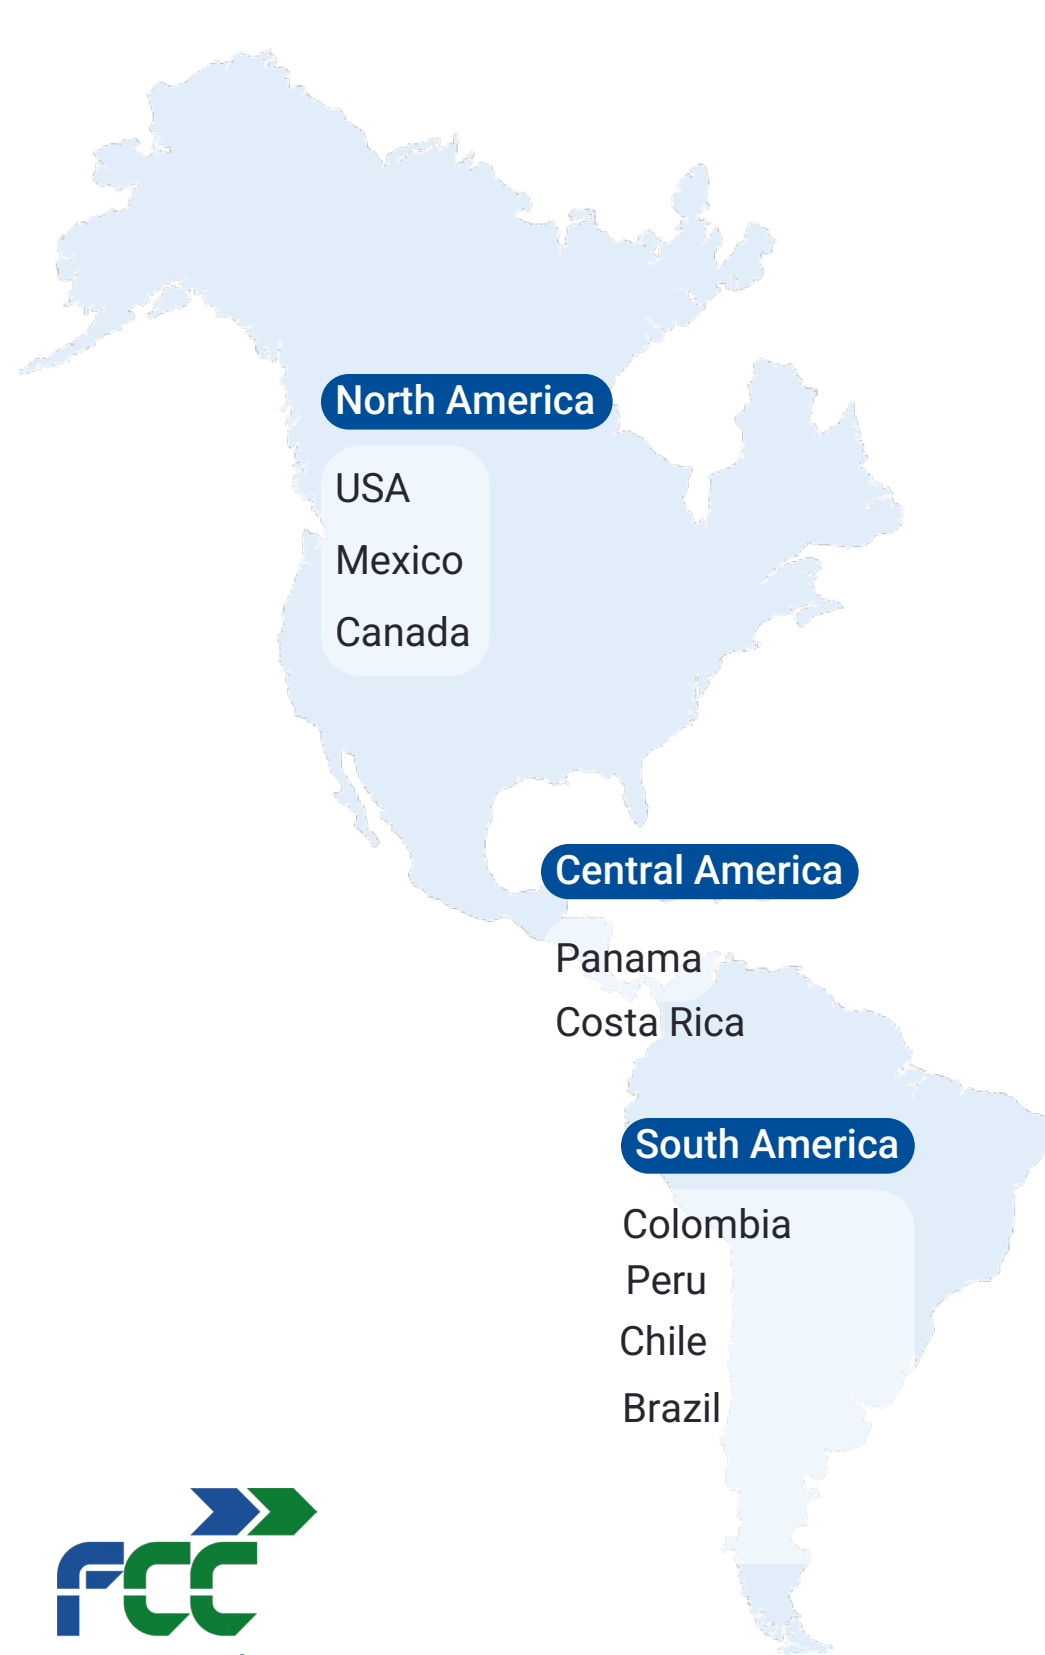 North America
USA
Mexico
Canada
Central America
Panama
Costa Rica
South America
Colombia
Peru
Chile
Brazil
FCC